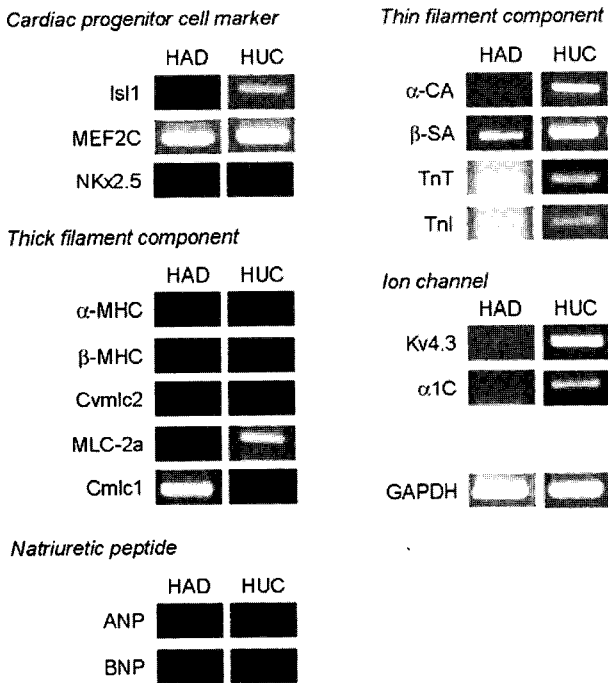 Cardiac progenitor cell marker
HAD HUC
Isl1
MEF2C
NKx2.5
Thick filament component
HAD HUC
α-MHC
β-MHC
Cvmlc2
MLC-2a
Cmlc1
Natriuretic peptide
HAD HUC
ANP
BNP
Thin filament component
HAD HUC
α-CA
β-SA
TnT
TnI
Ion channel
HAD HUC
Kv4.3
α1C
GAPDH